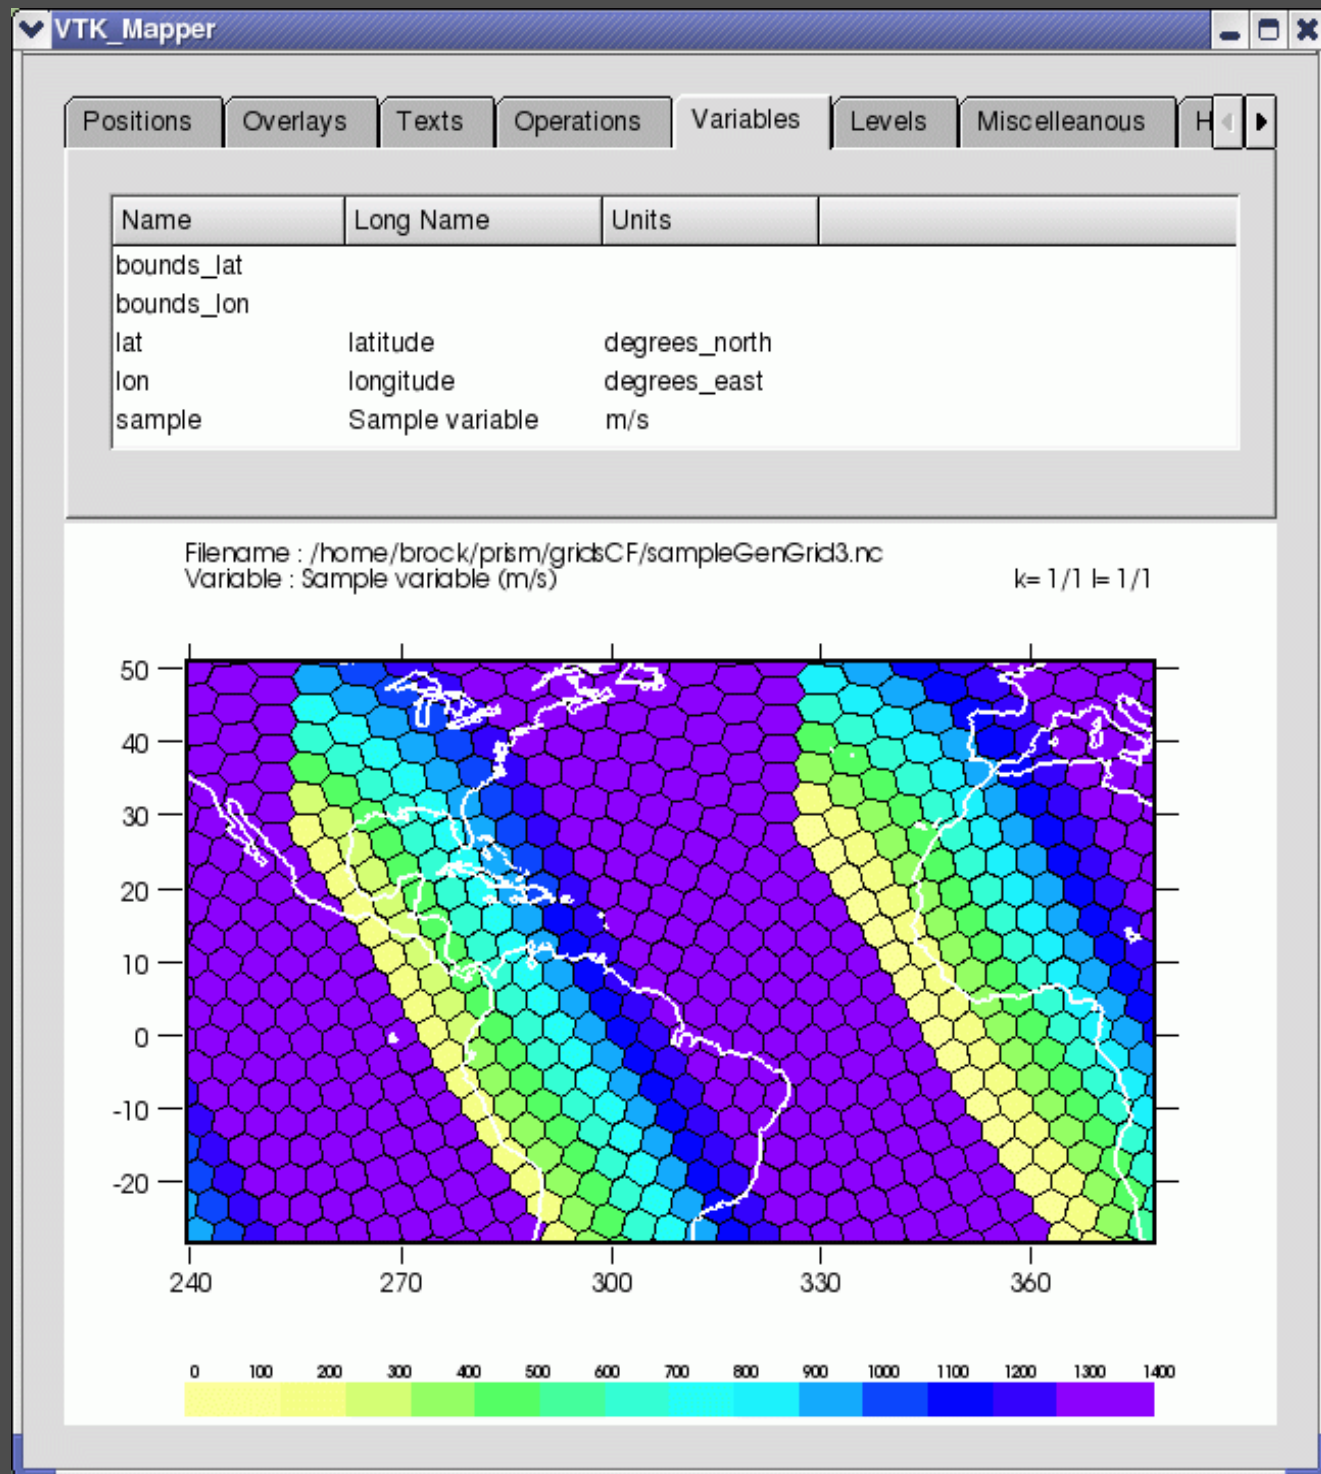 VTK_Mapper
Positions Overlays Texts Operations Variables Levels Miscelleanous H
Name Long Name Units
bounds_lat
bounds_lon
lat latitude degrees_north
lon longitude degrees_east
sample Sample variable m/s
Filename : /home/brock/prism/gridsCF/sampleGenGrid3.nc
Variable : Sample variable (m/s) k= 1/1 l= 1/1
50
40
30
20
10
0
-10
-20
240 270 300 330 360
0 100 200 300 400 500 600 700 800 900 1000 1100 1200 1300 1400